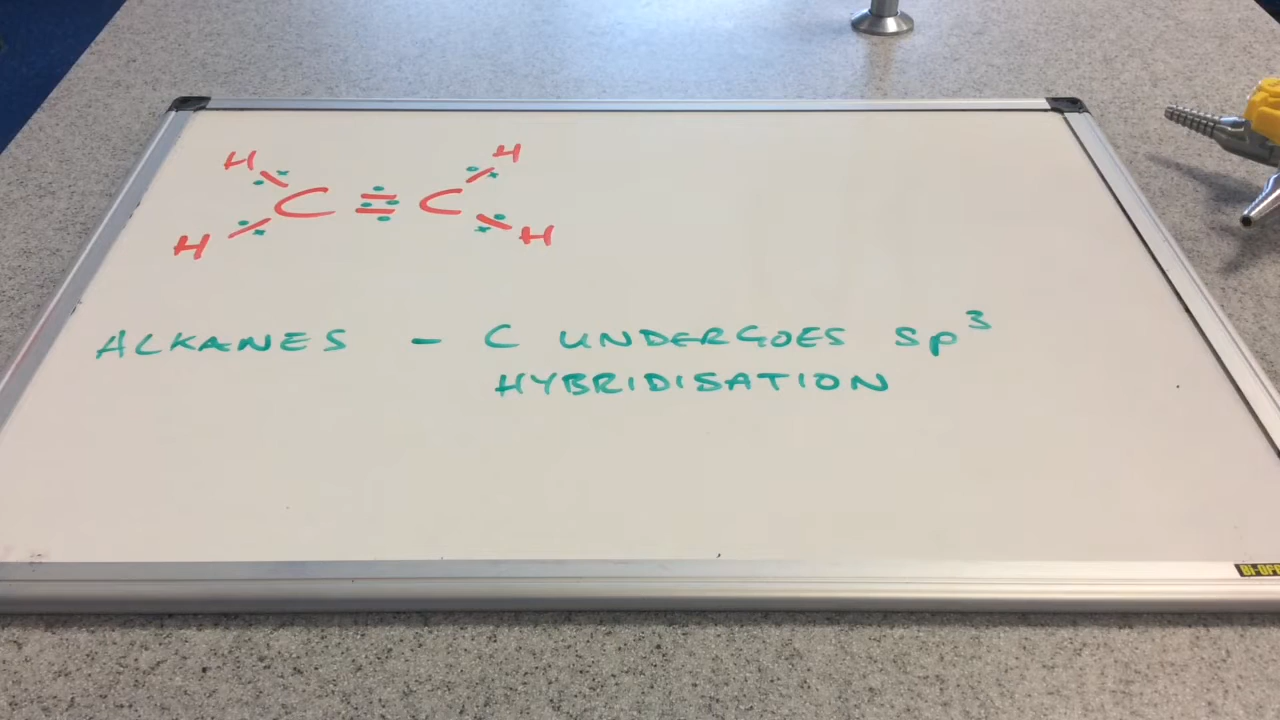 H H
C = C
H H
ALKANES - C UNDERGOES sp³
HYBRIDISATION